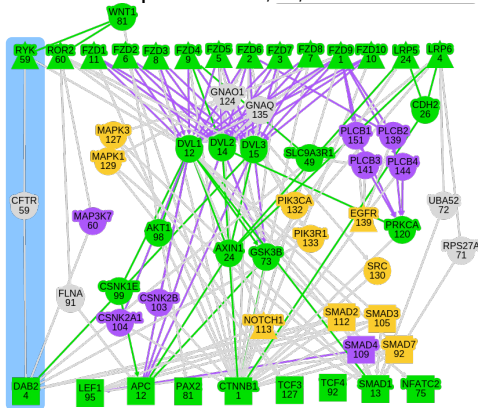 WNT1
81
RYK
59
ROR2
60
FZD1
11
FZD2
6
FZD3
8
FZD4
9
FZD5
5
FZD6
2
FZD7
3
FZD8
7
FZD9
1
FZD10
10
LRP5
24
LRP6
4
GNAO1
124
GNAQ
135
CDH2
26
MAPK3
127
MAPK1
129
DVL1
12
DVL2
14
DVL3
15
SLC9A3R1
49
PLCB1
151
PLCB2
139
PLCB3
141
PLCB4
144
CFTR
59
MAP3K7
60
PIK3CA
132
EGFR
139
PRKCA
120
UBA52
72
AKT1
98
PIK3R1
133
AXIN1
24
GSK3B
73
RPS27A
71
SRC
130
FLNA
91
CSNK1E
99
CSNK2B
103
CSNK2A1
104
NOTCH1
113
SMAD2
112
SMAD3
105
SMAD4
109
SMAD7
92
DAB2
4
LEF1
95
APC
12
PAX2
81
CTNNB1
1
TCF3
127
TCF4
92
SMAD1
13
NFATC2
75